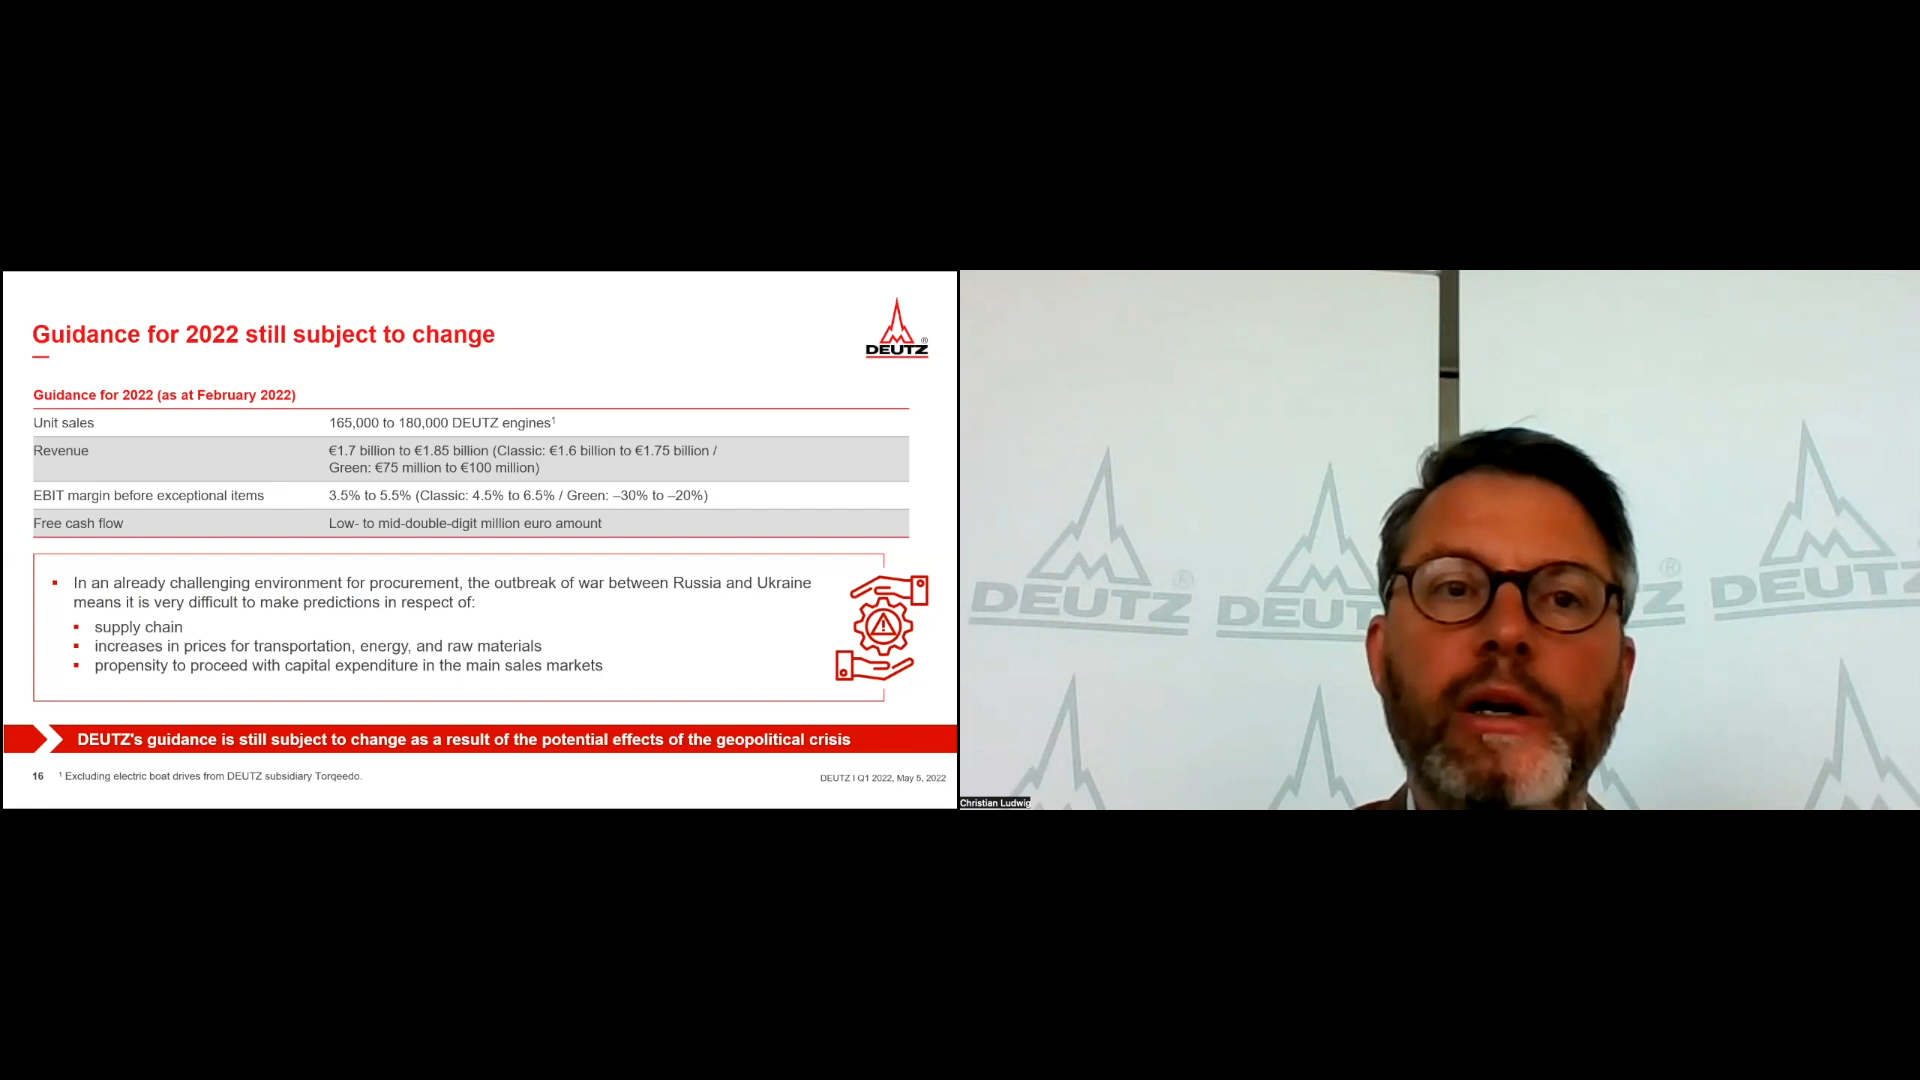 Guidance for 2022 still subject to change
DEUTZ®
Guidance for 2022 (as at February 2022)
Unit sales 165,000 to 180,000 DEUTZ engines¹
Revenue €1.7 billion to €1.85 billion (Classic: €1.6 billion to €1.75 billion /
Green: €75 million to €100 million)
EBIT margin before exceptional items 3.5% to 5.5% (Classic: 4.5% to 6.5% / Green: –30% to –20%)
Free cash flow Low- to mid-double-digit million euro amount
▪ In an already challenging environment for procurement, the outbreak of war between Russia and Ukraine
means it is very difficult to make predictions in respect of:
▪ supply chain
▪ increases in prices for transportation, energy, and raw materials
▪ propensity to proceed with capital expenditure in the main sales markets
DEUTZ's guidance is still subject to change as a result of the potential effects of the geopolitical crisis
16 ¹ Excluding electric boat drives from DEUTZ subsidiary Torqeedo.
DEUTZ I Q1 2022, May 5, 2022
DEUTZ®
DEUT
®
DEUTZ
Christian Ludwig